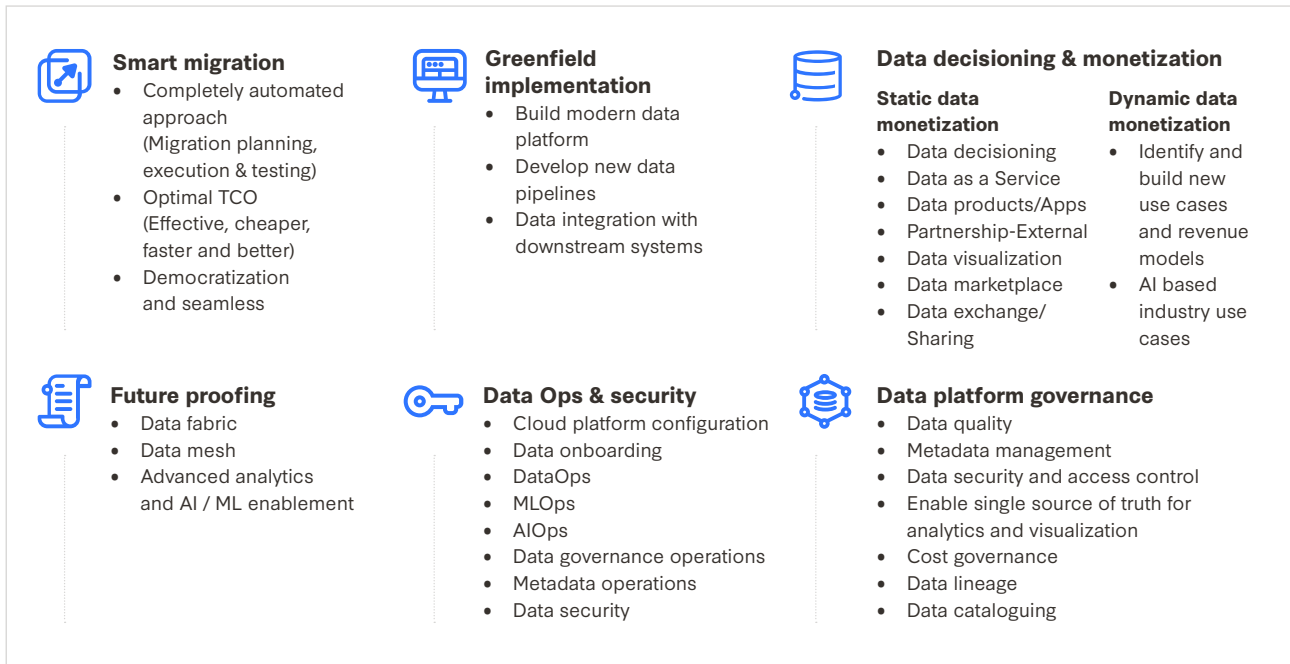 Smart migration
• Completely automated
approach
(Migration planning,
execution & testing)
• Optimal TCO
(Effective, cheaper,
faster and better)
• Democratization
and seamless
Greenfield
implementation
• Build modern data
platform
• Develop new data
pipelines
• Data integration with
downstream systems
Data decisioning & monetization
Static data
monetization
• Data decisioning
• Data as a Service
• Data products/Apps
• Partnership-External
• Data visualization
• Data marketplace
• Data exchange/
Sharing
Dynamic data
monetization
• Identify and
build new
use cases
and revenue
models
• AI based
industry use
cases
Future proofing
• Data fabric
• Data mesh
• Advanced analytics
and AI / ML enablement
Data Ops & security
• Cloud platform configuration
• Data onboarding
• DataOps
• MLOps
• AIOps
• Data governance operations
• Metadata operations
• Data security
Data platform governance
• Data quality
• Metadata management
• Data security and access control
• Enable single source of truth for
analytics and visualization
• Cost governance
• Data lineage
• Data cataloguing